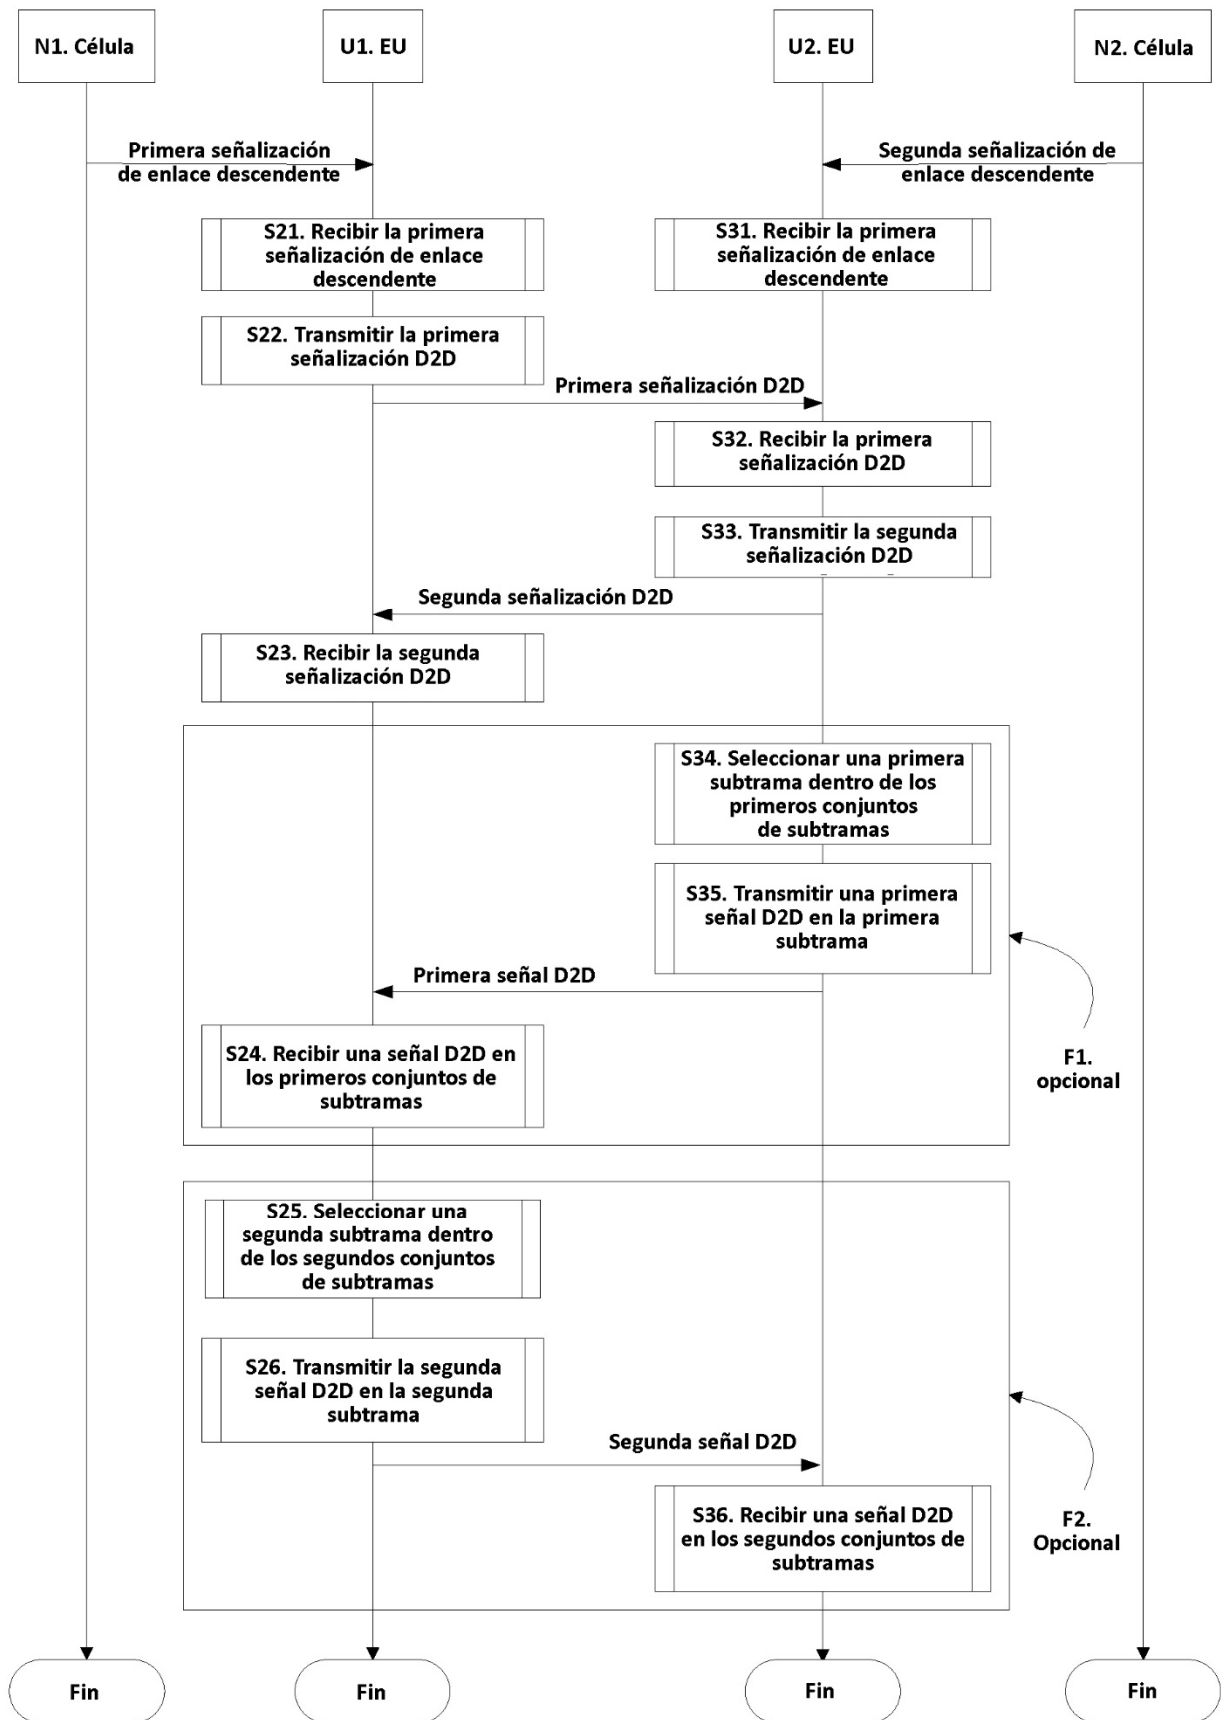 N1. Célula
U1. EU
U2. EU
N2. Célula
Primera señalización
de enlace descendente
Segunda señalización de
enlace descendente
S21. Recibir la primera
señalización de enlace
descendente
S31. Recibir la primera
señalización de enlace
descendente
S22. Transmitir la primera
señalización D2D
Primera señalización D2D
S32. Recibir la primera
señalización D2D
S33. Transmitir la segunda
señalización D2D
Segunda señalización D2D
S23. Recibir la segunda
señalización D2D
S34. Seleccionar una primera
subtrama dentro de los
primeros conjuntos
de subtramas
S35. Transmitir una primera
señal D2D en la primera
subtrama
Primera señal D2D
S24. Recibir una señal D2D en
los primeros conjuntos de
subtramas
F1.
opcional
S25. Seleccionar una
segunda subtrama dentro
de los segundos conjuntos
de subtramas
S26. Transmitir la segunda
señal D2D en la segunda
subtrama
Segunda señal D2D
S36. Recibir una señal D2D
en los segundos conjuntos de
subtramas
F2.
Opcional
Fin
Fin
Fin
Fin